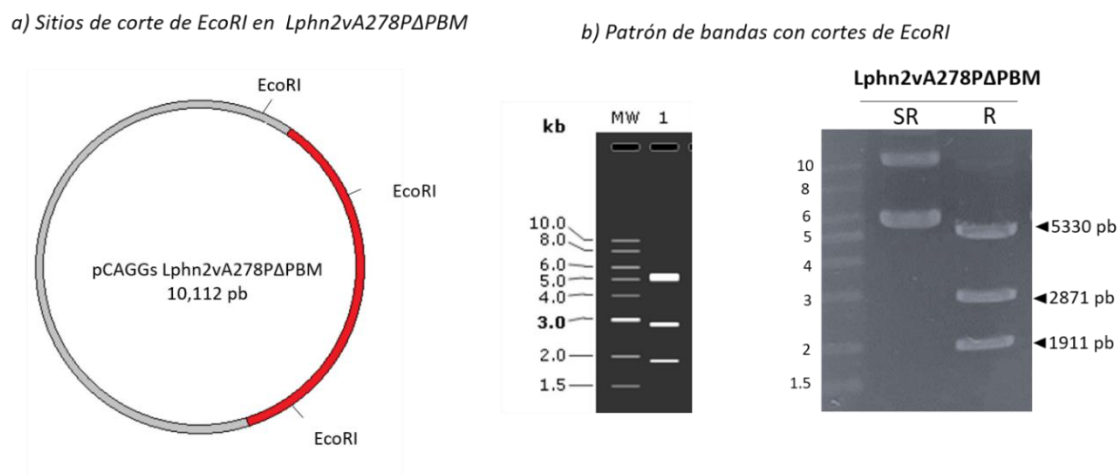 a) Sitios de corte de EcoRI en Lphn2vA278PΔPBM
EcoRI
EcoRI
pCAGGs Lphn2vA278PΔPBM
10,112 pb
EcoRI
b) Patrón de bandas con cortes de EcoRI
kb
MW 1
10.0
8.0
6.0
5.0
4.0
3.0
2.0
1.5
Lphn2vA278PΔPBM
SR R
10
8
6
5
4
3
2
1.5
5330 pb
2871 pb
1911 pb